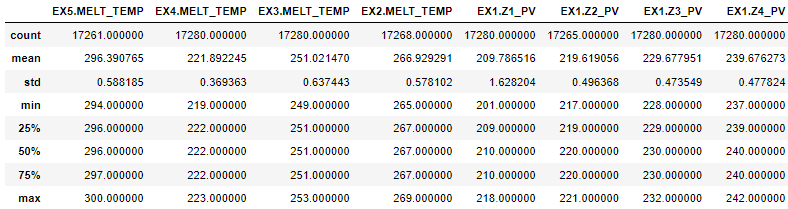 EX5.MELT_TEMP EX4.MELT_TEMP EX3.MELT_TEMP EX2.MELT_TEMP EX1.Z1_PV EX1.Z2_PV EX1.Z3_PV EX1.Z4_PV
count 17261.000000 17280.000000 17280.000000 17268.000000 17280.000000 17265.000000 17280.000000 17280.000000
mean 296.390765 221.892245 251.021470 266.929291 209.786516 219.619056 229.677951 239.676273
std 0.588185 0.369363 0.637443 0.578102 1.628204 0.496368 0.473549 0.477824
min 294.000000 219.000000 249.000000 265.000000 201.000000 217.000000 228.000000 237.000000
25% 296.000000 222.000000 251.000000 267.000000 209.000000 219.000000 229.000000 239.000000
50% 296.000000 222.000000 251.000000 267.000000 210.000000 220.000000 230.000000 240.000000
75% 297.000000 222.000000 251.000000 267.000000 210.000000 220.000000 230.000000 240.000000
max 300.000000 223.000000 253.000000 269.000000 218.000000 221.000000 232.000000 242.000000